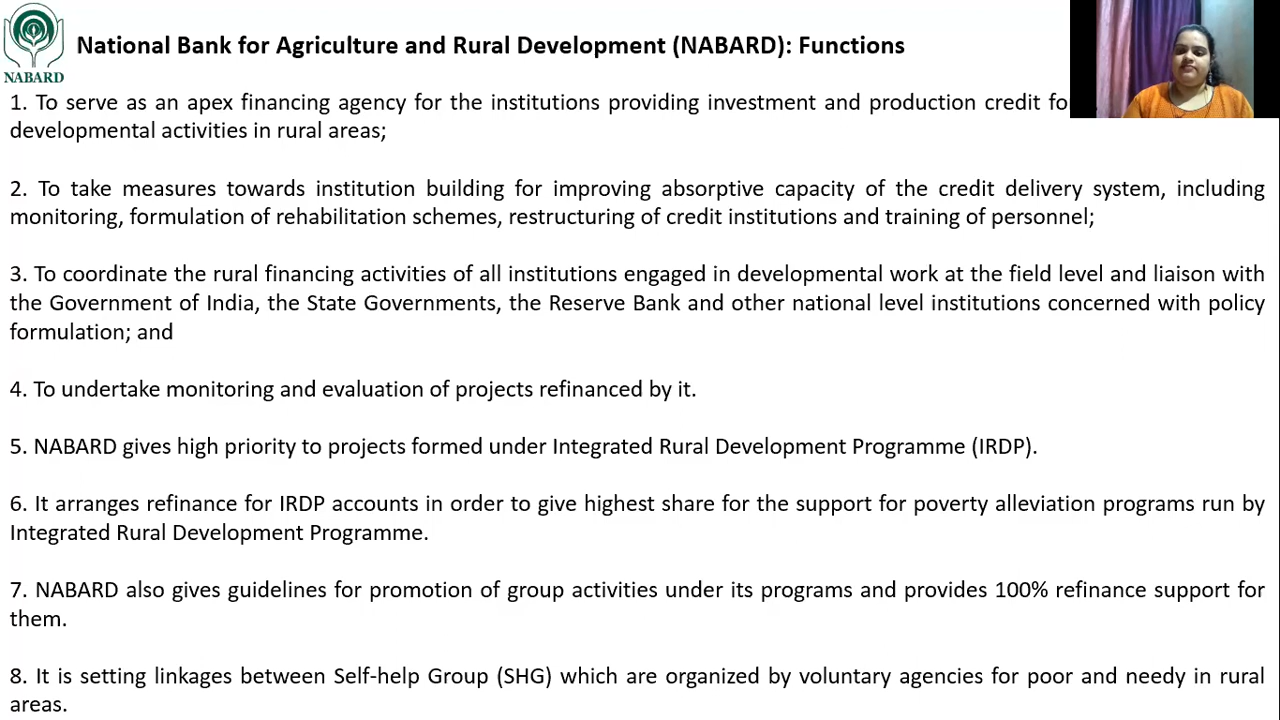 NABARD
National Bank for Agriculture and Rural Development (NABARD): Functions
1. To serve as an apex financing agency for the institutions providing investment and production credit fo
developmental activities in rural areas;
2. To take measures towards institution building for improving absorptive capacity of the credit delivery system, including
monitoring, formulation of rehabilitation schemes, restructuring of credit institutions and training of personnel;
3. To coordinate the rural financing activities of all institutions engaged in developmental work at the field level and liaison with
the Government of India, the State Governments, the Reserve Bank and other national level institutions concerned with policy
formulation; and
4. To undertake monitoring and evaluation of projects refinanced by it.
5. NABARD gives high priority to projects formed under Integrated Rural Development Programme (IRDP).
6. It arranges refinance for IRDP accounts in order to give highest share for the support for poverty alleviation programs run by
Integrated Rural Development Programme.
7. NABARD also gives guidelines for promotion of group activities under its programs and provides 100% refinance support for
them.
8. It is setting linkages between Self-help Group (SHG) which are organized by voluntary agencies for poor and needy in rural
areas.